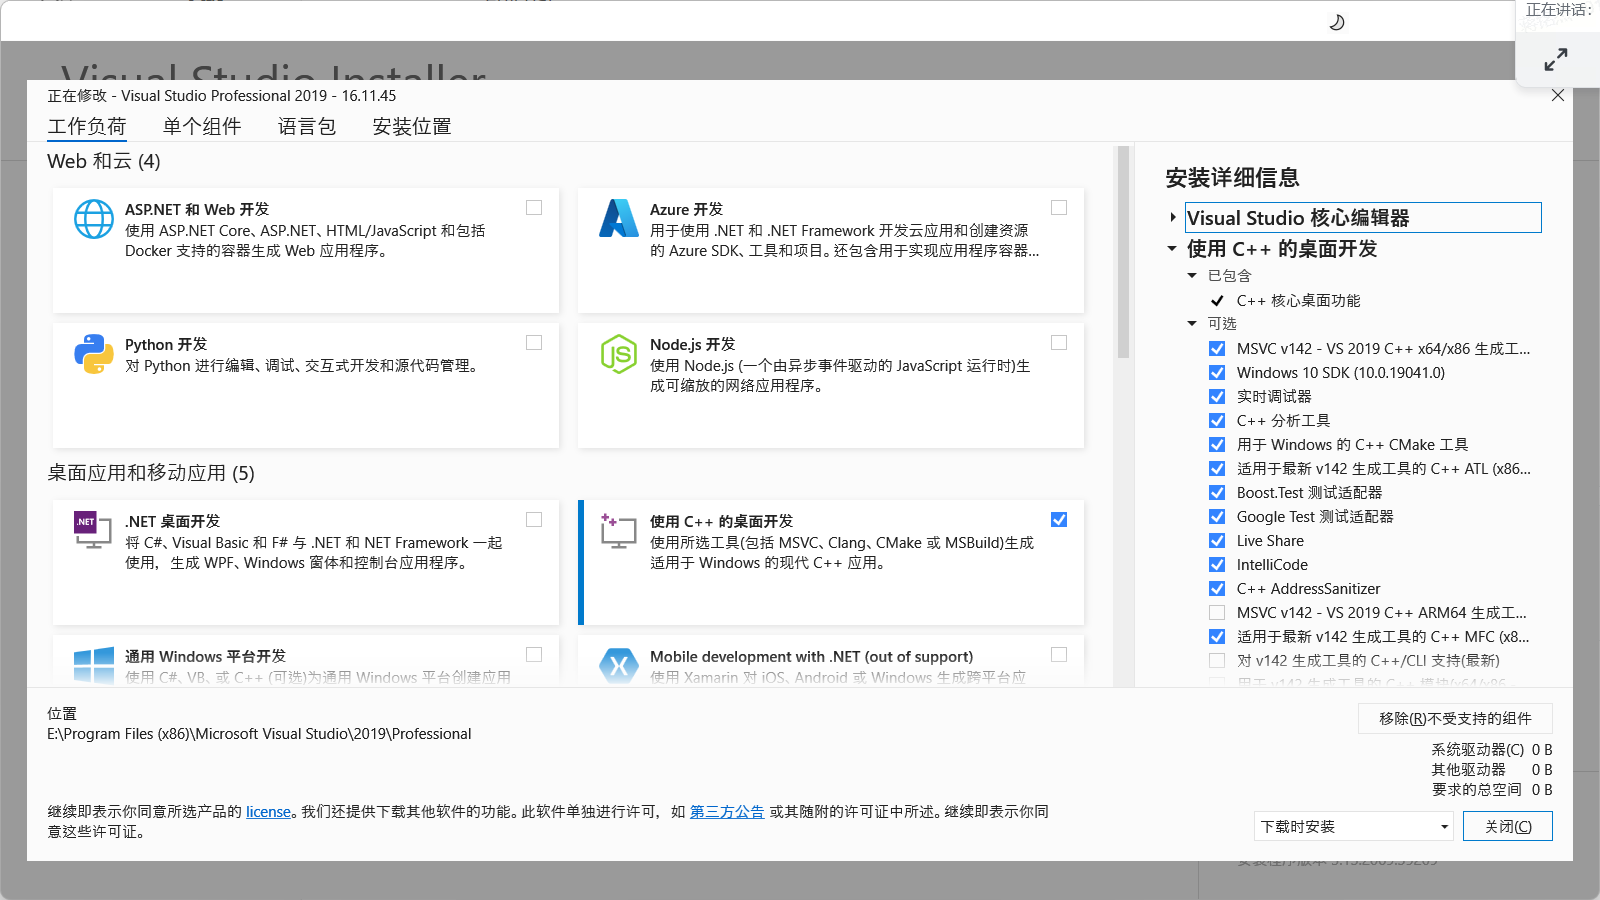 正在讲话:
Visual Studio Installer
正在修改 - Visual Studio Professional 2019 - 16.11.45
工作负荷
单个组件
语言包
安装位置
Web 和云 (4)
ASP.NET 和 Web 开发
使用 ASP.NET Core、ASP.NET、HTML/JavaScript 和包括
Docker 支持的容器生成 Web 应用程序。
Azure 开发
用于使用 .NET 和 .NET Framework 开发云应用和创建资源
的 Azure SDK、工具和项目。还包含用于实现应用程序容器...
Python 开发
对 Python 进行编辑、调试、交互式开发和源代码管理。
Node.js 开发
使用 Node.js (一个由异步事件驱动的 JavaScript 运行时)生
成可缩放的网络应用程序。
桌面应用和移动应用 (5)
.NET
.NET 桌面开发
将 C#、Visual Basic 和 F# 与 .NET 和 NET Framework 一起
使用，生成 WPF、Windows 窗体和控制台应用程序。
使用 C++ 的桌面开发
使用所选工具(包括 MSVC、Clang、CMake 或 MSBuild)生成
适用于 Windows 的现代 C++ 应用。
通用 Windows 平台开发
使用 C#、VB、或 C++ (可选)为通用 Windows 平台创建应用
Mobile development with .NET (out of support)
使用 Xamarin 对 iOS、Android 或 Windows 生成跨平台应
安装详细信息
Visual Studio 核心编辑器
使用 C++ 的桌面开发
已包含
C++ 核心桌面功能
可选
MSVC v142 - VS 2019 C++ x64/x86 生成工...
Windows 10 SDK (10.0.19041.0)
实时调试器
C++ 分析工具
用于 Windows 的 C++ CMake 工具
适用于最新 v142 生成工具的 C++ ATL (x86...
Boost.Test 测试适配器
Google Test 测试适配器
Live Share
IntelliCode
C++ AddressSanitizer
MSVC v142 - VS 2019 C++ ARM64 生成工...
适用于最新 v142 生成工具的 C++ MFC (x8...
对 v142 生成工具的 C++/CLI 支持(最新)
用于 v142 生成工具的 C++ 模块(x64/x86 -
位置
E:\Program Files (x86)\Microsoft Visual Studio\2019\Professional
移除(R)不受支持的组件
系统驱动器(C) 0 B
其他驱动器 0 B
要求的总空间 0 B
继续即表示你同意所选产品的 license。我们还提供下载其他软件的功能。此软件单独进行许可，如 第三方公告 或其随附的许可证中所述。继续即表示你同
意这些许可证。
下载时安装
关闭(C)